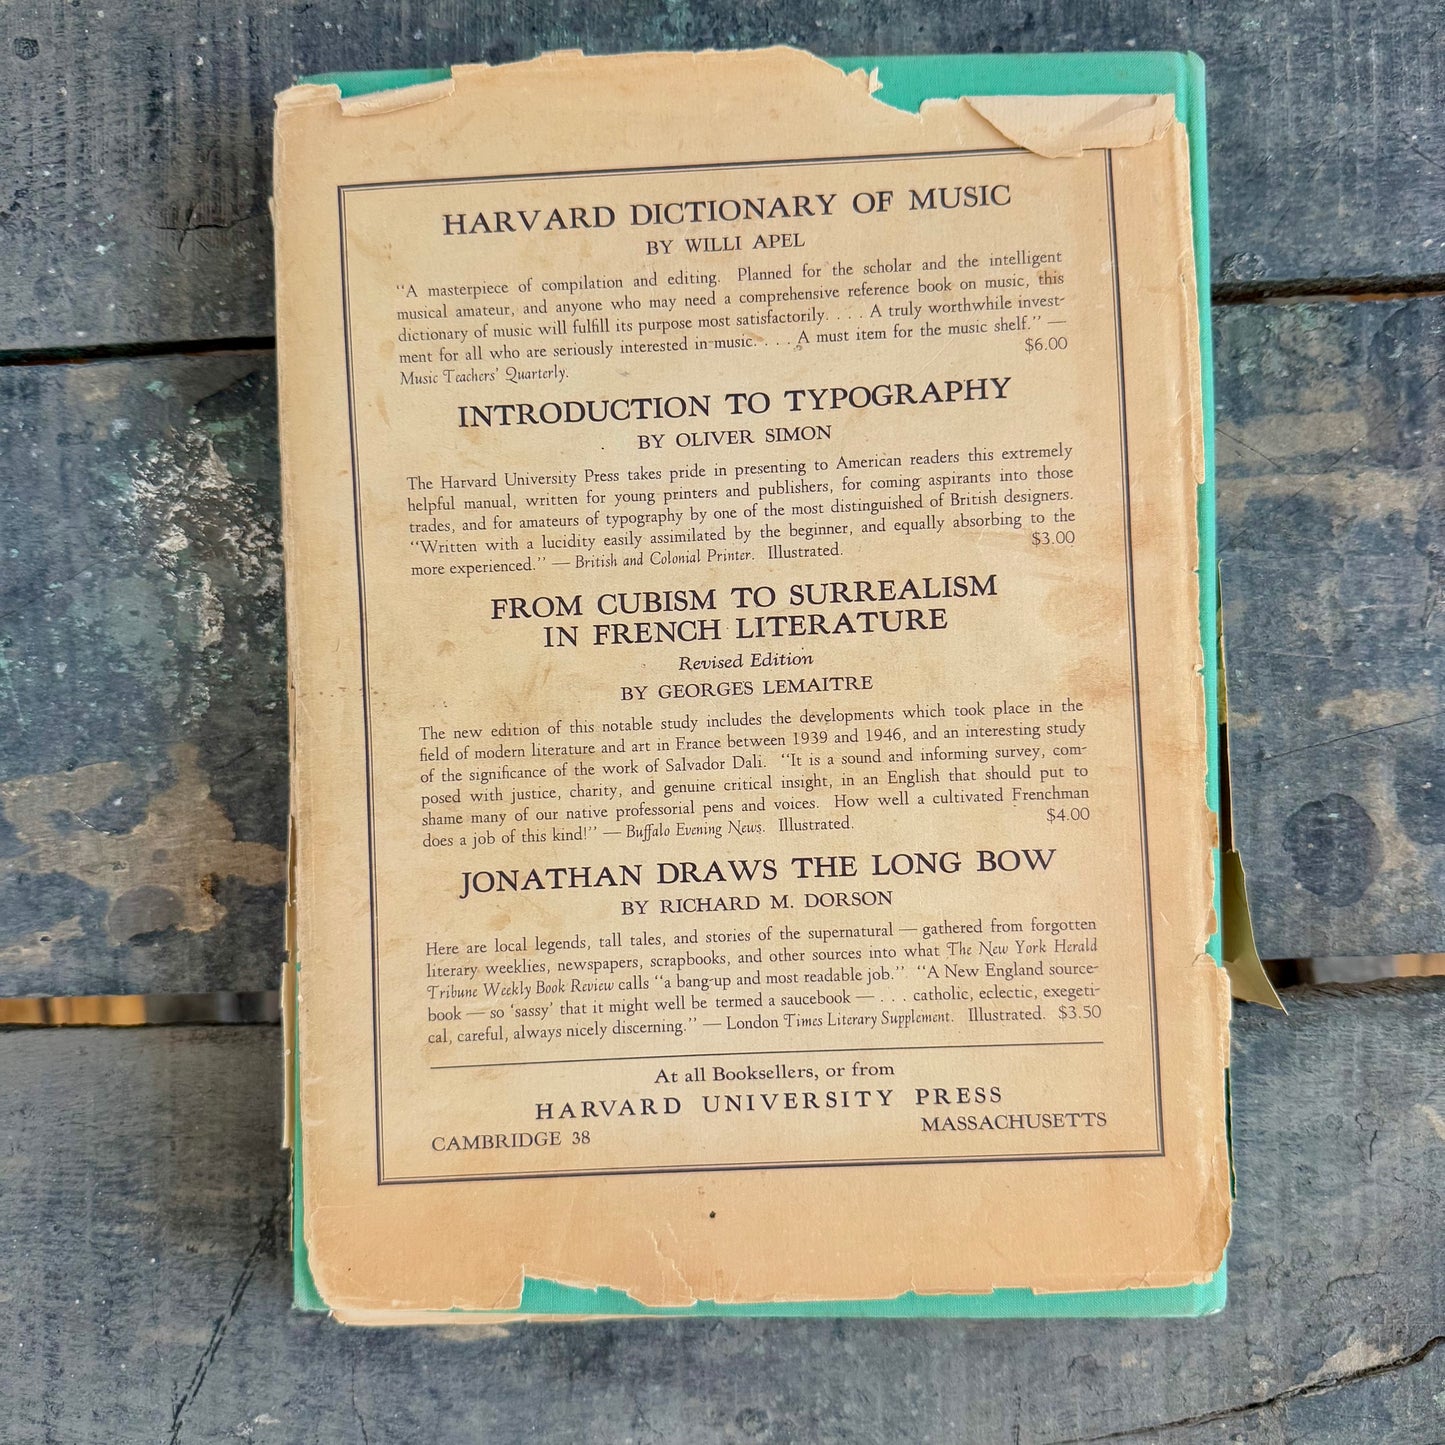 HARVARD DICTIONARY OF MUSIC
BY WILLI APEL
“A masterpiece of compilation and editing. Planned for the scholar and the intelligent
musical amateur, and anyone who may need a comprehensive reference book on music, this
dictionary of music will fulfill its purpose most satisfactorily. . . . A truly worthwhile invest-
ment for all who are seriously interested in music. . . . A must item for the music shelf.” —
Music Teachers’ Quarterly. $6.00
INTRODUCTION TO TYPOGRAPHY
BY OLIVER SIMON
The Harvard University Press takes pride in presenting to American readers this extremely
helpful manual, written for young printers and publishers, for coming aspirants into those
trades, and for amateurs of typography by one of the most distinguished of British designers.
“Written with a lucidity easily assimilated by the beginner, and equally absorbing to the
more experienced.” — British and Colonial Printer. Illustrated. $3.00
FROM CUBISM TO SURREALISM
IN FRENCH LITERATURE
Revised Edition
BY GEORGES LEMAITRE
The new edition of this notable study includes the developments which took place in the
field of modern literature and art in France between 1939 and 1946, and an interesting study
of the significance of the work of Salvador Dali. “It is a sound and informing survey, com-
posed with justice, charity, and genuine critical insight, in an English that should put to
shame many of our native professorial pens and voices. How well a cultivated Frenchman
does a job of this kind!” — Buffalo Evening News. Illustrated. $4.00
JONATHAN DRAWS THE LONG BOW
BY RICHARD M. DORSON
Here are local legends, tall tales, and stories of the supernatural — gathered from forgotten
literary weeklies, newspapers, scrapbooks, and other sources into what The New York Herald
Tribune Weekly Book Review calls “a bang-up and most readable job.” “A New England source-
book — so ‘sassy’ that it might well be termed a saucebook — . . . catholic, eclectic, exegeti-
cal, careful, always nicely discerning.” — London Times Literary Supplement. Illustrated. $3.50
At all Booksellers, or from
HARVARD UNIVERSITY PRESS
CAMBRIDGE 38 MASSACHUSETTS